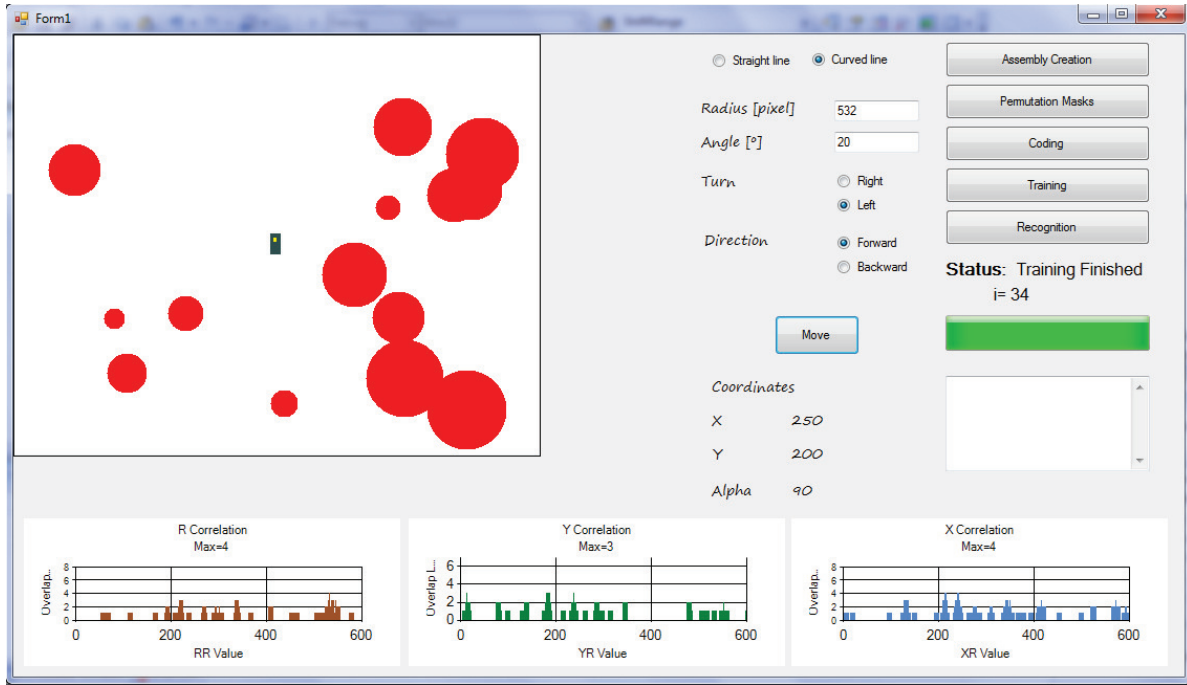 Form1
Straight line Curved line
Radius [pixel] 532
Angle [º] 20
Turn
Right
Left
Direction
Forward
Backward
Move
Assembly Creation
Permutation Masks
Coding
Training
Recognition
Status: Training Finished
i= 34
Coordinates
X 250
Y 200
Alpha 90
R Correlation
Max=4
Overlap..
8
6
4
2
0
0 200 400 600
RR Value
Y Correlation
Max=3
Overlap L...
6
4
2
0
0 200 400 600
YR Value
X Correlation
Max=4
Overlap..
8
6
4
2
0
0 200 400 600
XR Value